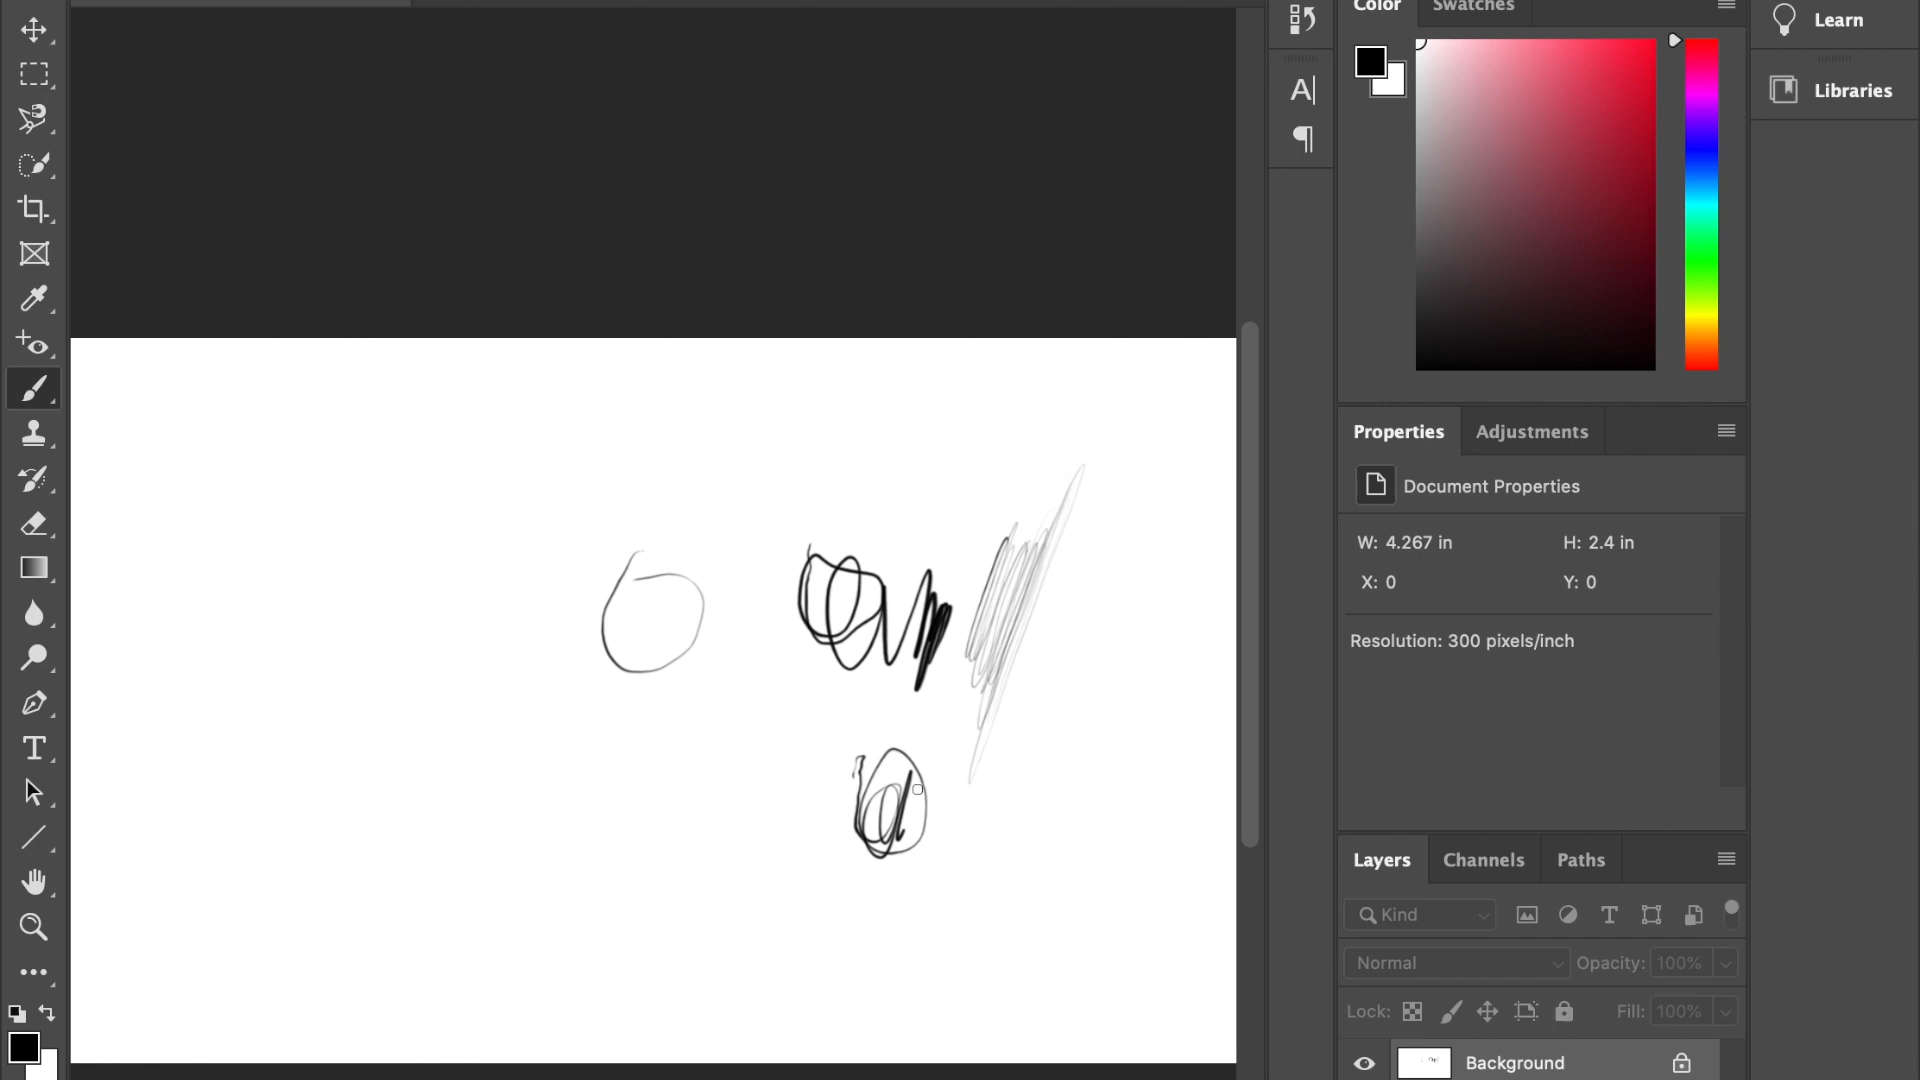 Color
Swatches
Learn
Libraries
A
¶
Properties
Adjustments
Document Properties
W: 4.267 in
H: 2.4 in
X: 0
Y: 0
Resolution: 300 pixels/inch
T
Layers
Channels
Paths
Kind
T
Normal
Opacity: 100%
Lock:
Fill: 100%
Background